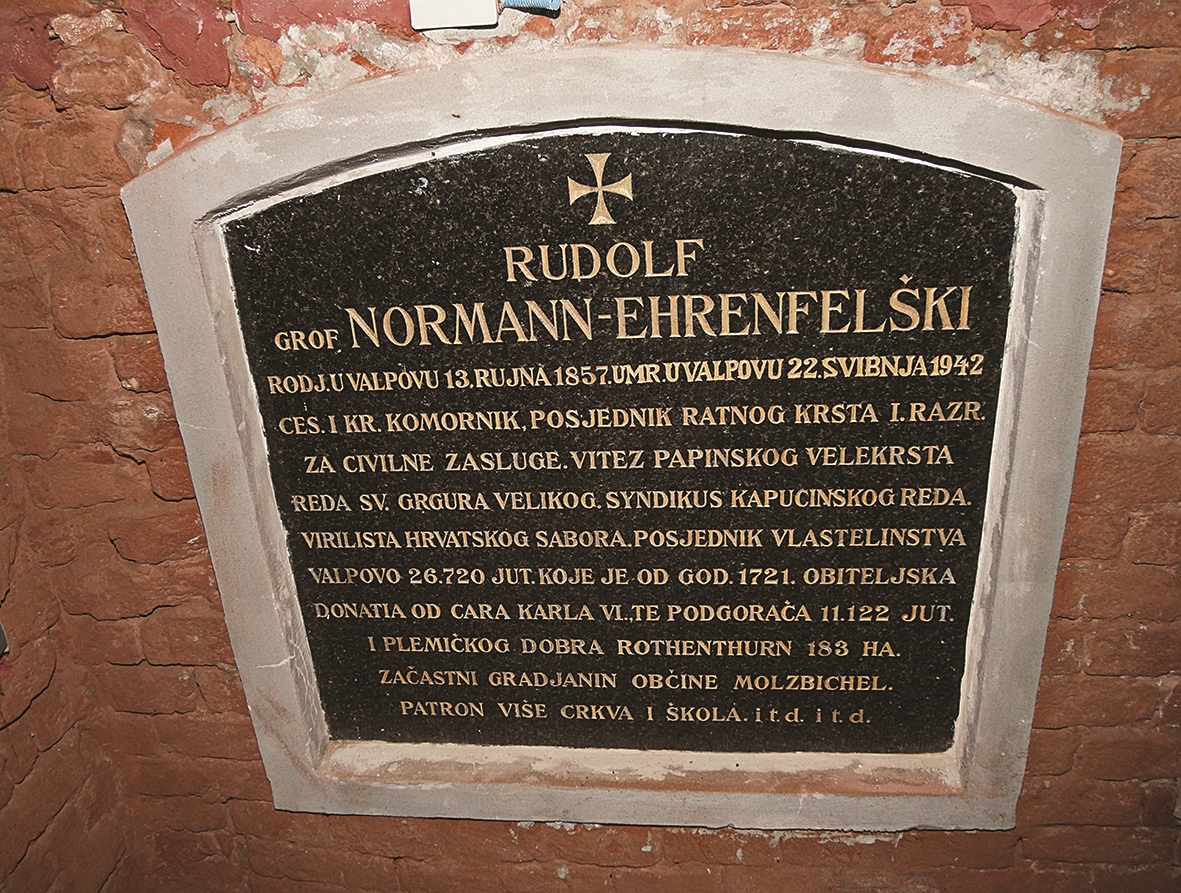 RUDOLF
GROF NORMANN-EHRENFELŠKI
RODJ.U VALPOVU 13.RUJNA 1857.UMR.U VALPOVU 22.SVIBNJA 1942
CES. I KR. KOMORNIK, POSJEDNIK RATNOG KRSTA I. RAZR.
ZA CIVILNE ZASLUGE. VITEZ PAPINSKOG VELEKRSTA
REDA SV. GRGURA VELIKOG. SYNDIKUS KAPUCINSKOG REDA.
VIRILISTA HRVATSKOG SABORA. POSJEDNIK VLASTELINSTVA
VALPOVO 26.720 JUT. KOJE JE OD GOD. 1721. OBITELJSKA
DONATIA OD CARA KARLA VI., TE PODGORAČA 11.122 JUT.
I PLEMIČKOG DOBRA ROTHENTHURN 183 HA.
ZAČASTNI GRADJANIN OBČINE MOLZBICHEL.
PATRON VIŠE CRKVA I ŠKOLA. i t. d. i t. d.